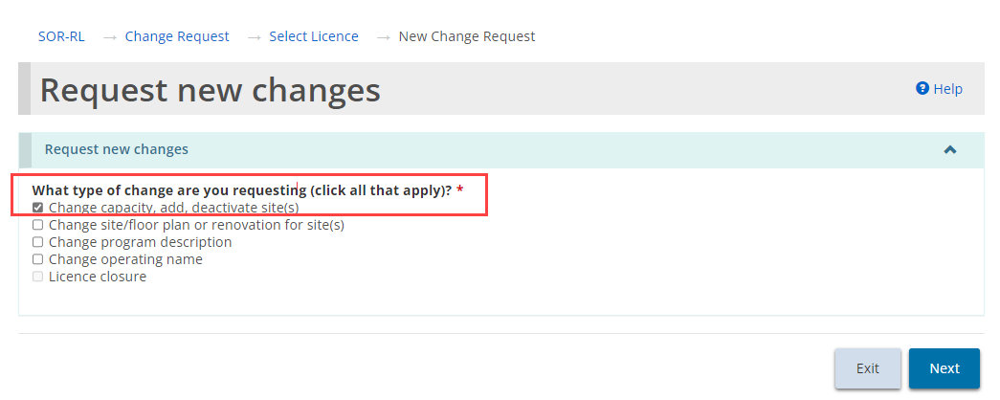 SOR-RL → Change Request → Select Licence → New Change Request
Request new changes
Help
Request new changes
What type of change are you requesting (click all that apply)? *
Change capacity, add, deactivate site(s)
Change site/floor plan or renovation for site(s)
Change program description
Change operating name
Licence closure
Exit
Next